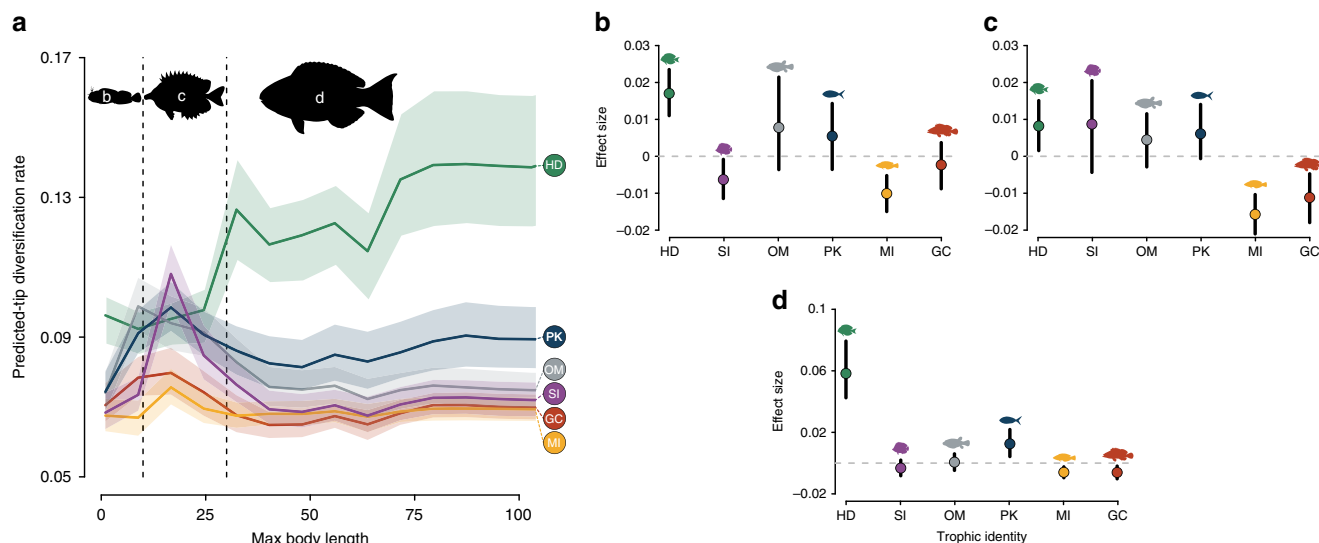 a
0.17
0.13
0.09
0.05
Predicted-tip diversification rate
b
c
d
HD
PK
OM
SI
GC
MI
0
25
50
75
100
Max body length
b
0.03
0.02
0.01
0
−0.01
−0.02
Effect size
HD SI OM PK MI GC
c
0.03
0.02
0.01
0
−0.01
−0.02
HD SI OM PK MI GC
d
0.1
0.06
0.02
−0.02
Effect size
HD SI OM PK MI GC
Trophic identity